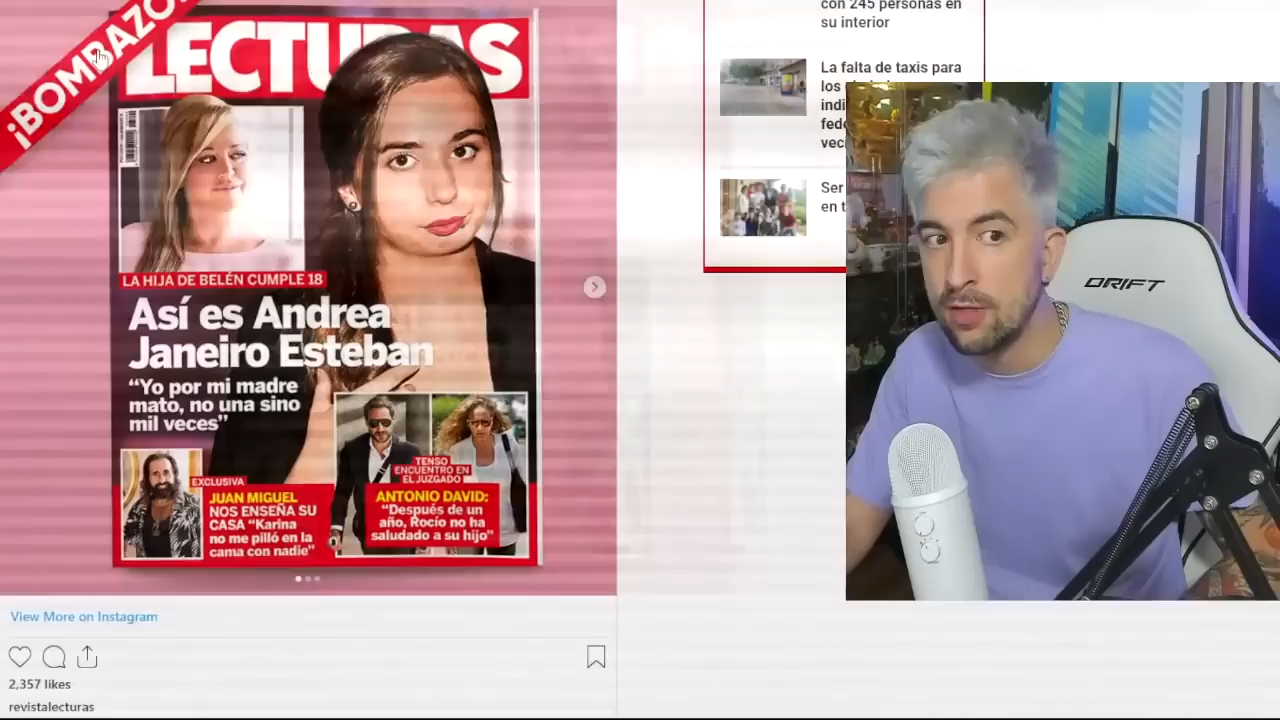 ¡BOMBAZO!
LECTURAS
LA HIJA DE BELÉN CUMPLE 18
Así es Andrea
Janeiro Esteban
“Yo por mi madre
mato, no una sino
mil veces”
EXCLUSIVA
JUAN MIGUEL
NOS ENSEÑA SU
CASA “Karina
no me pilló en la
cama con nadie”
TENSO
ENCUENTRO EN
EL JUZGADO
ANTONIO DAVID:
“Después de un
año, Rocío no ha
saludado a su hijo”
View More on Instagram
2,357 likes
revistalecturas
con 245 personas en
su interior
La falta de taxis para
los
indi
fede
veci
Ser
en t
DRIFT